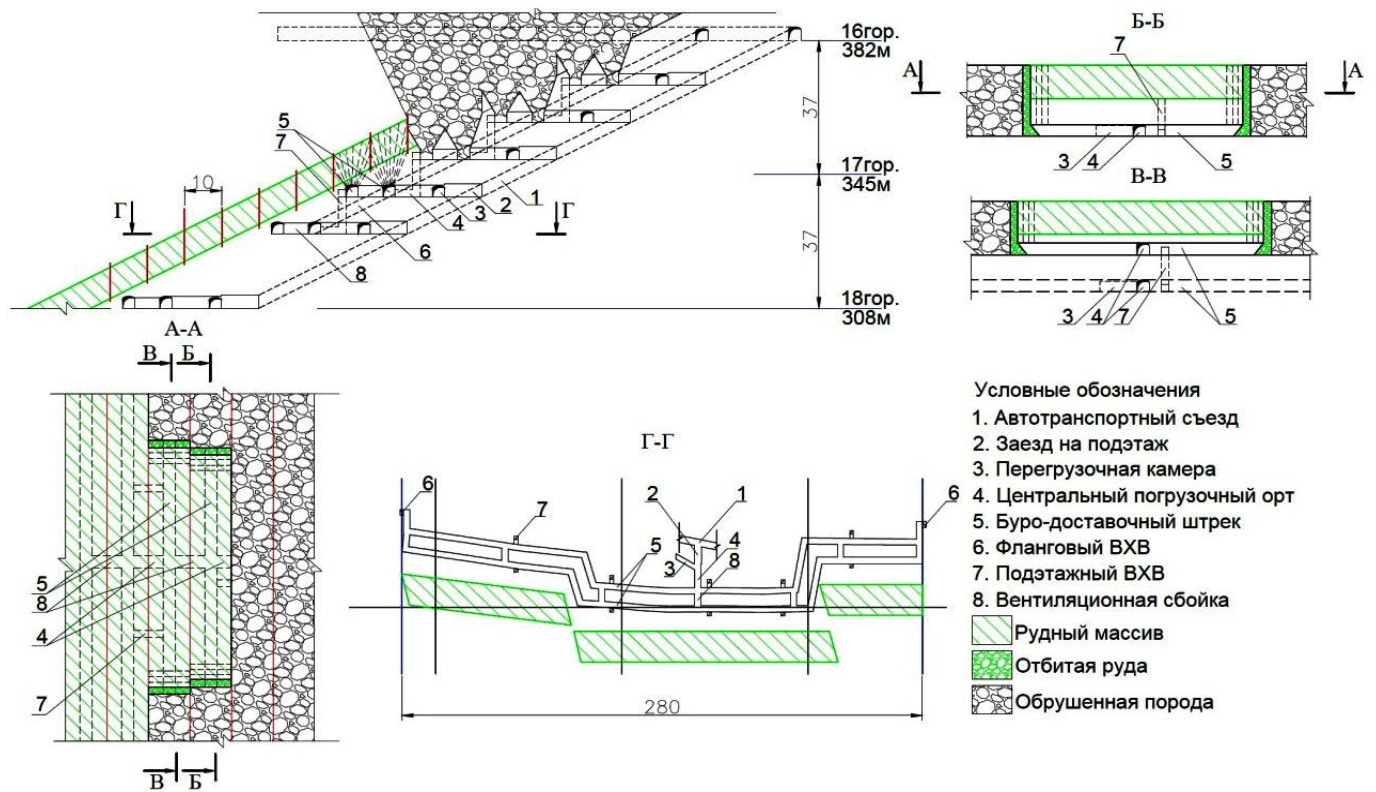 16гор.
382м
37
17гор.
345м
37
18гор.
308м
5
7
10
Г
Г
1
2
3
4
6
8
Б-Б
7
А
А
3
4
5
В-В
3
4
7
5
А-А
В
Б
5
8
4
7
В
Б
Г-Г
6
7
2
1
4
5
3
8
6
280
Условные обозначения
1. Автотранспортный съезд
2. Заезд на подэтаж
3. Перегрузочная камера
4. Центральный погрузочный орт
5. Буро-доставочный штрек
6. Фланговый ВХВ
7. Подэтажный ВХВ
8. Вентиляционная сбойка
Рудный массив
Отбитая руда
Обрушенная порода